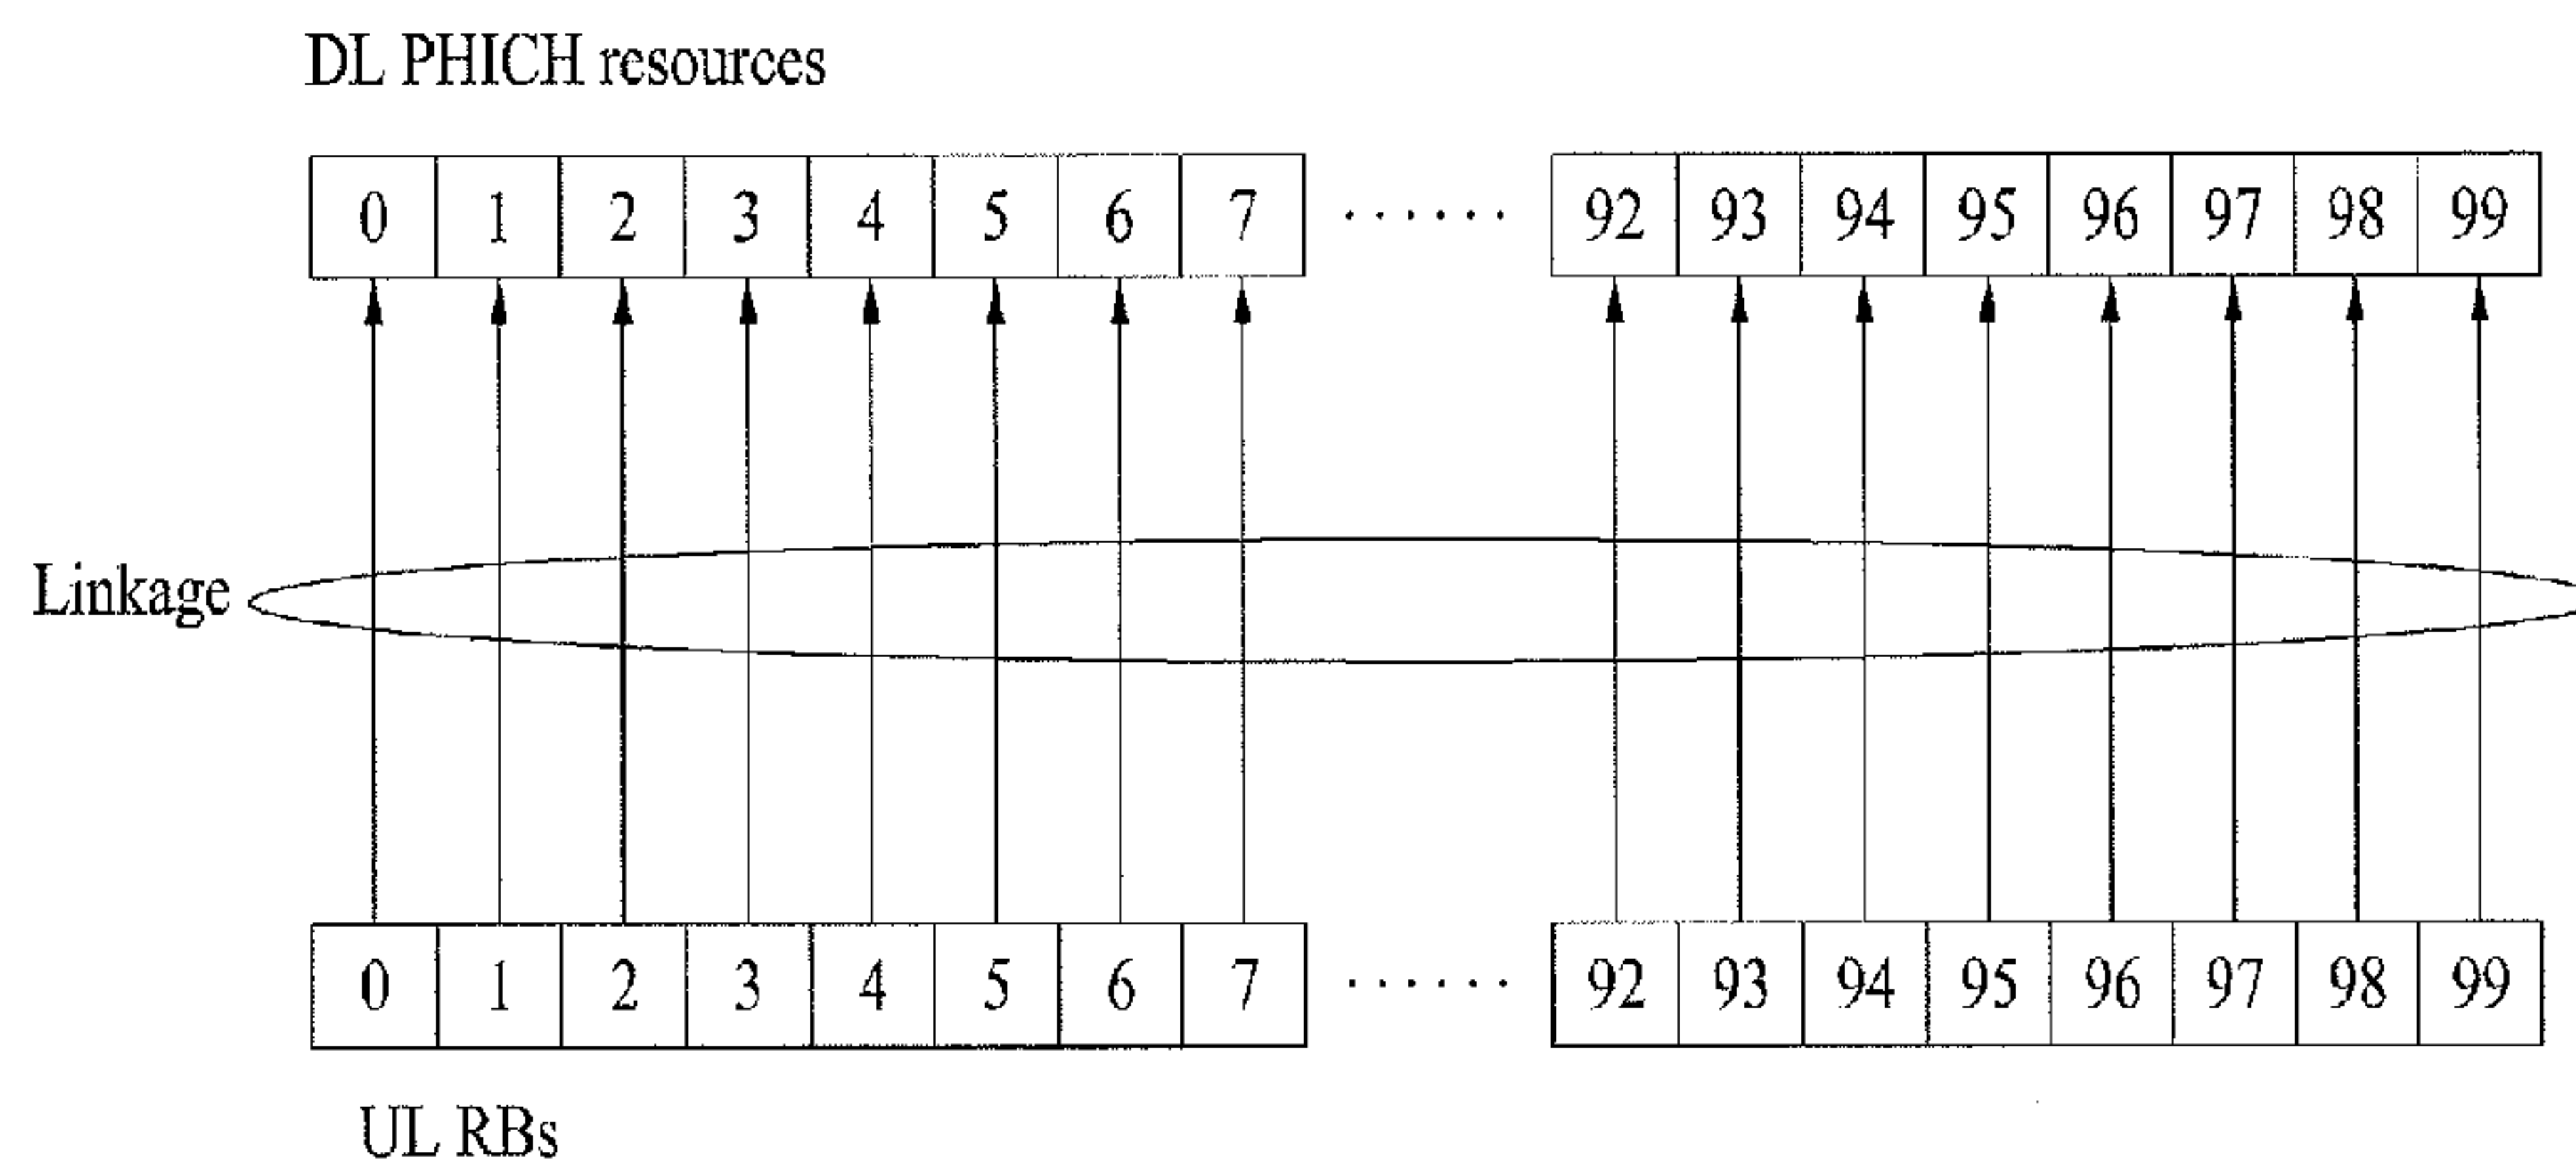 DL PHICH resources
0 1 2 3 4 5 6 7 ...... 92 93 94 95 96 97 98 99
Linkage
0 1 2 3 4 5 6 7 ...... 92 93 94 95 96 97 98 99
UL RBs